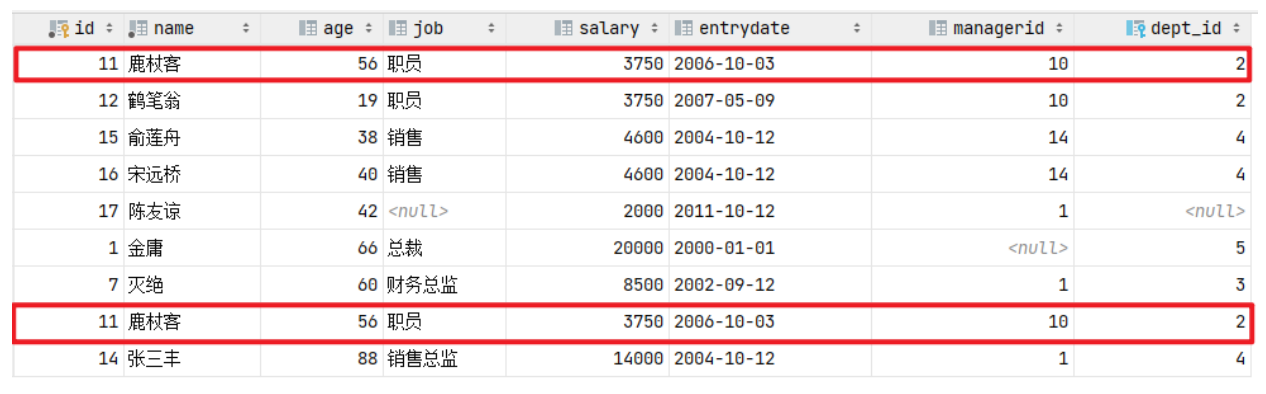 id name age job salary entrydate managerid dept_id
11 鹿杖客 56 职员 3750 2006-10-03 10 2
12 鹤笔翁 19 职员 3750 2007-05-09 10 2
15 俞莲舟 38 销售 4600 2004-10-12 14 4
16 宋远桥 40 销售 4600 2004-10-12 14 4
17 陈友谅 42 <null> 2000 2011-10-12 1 <null>
1 金庸 66 总裁 20000 2000-01-01 <null> 5
7 灭绝 60 财务总监 8500 2002-09-12 1 3
11 鹿杖客 56 职员 3750 2006-10-03 10 2
14 张三丰 88 销售总监 14000 2004-10-12 1 4